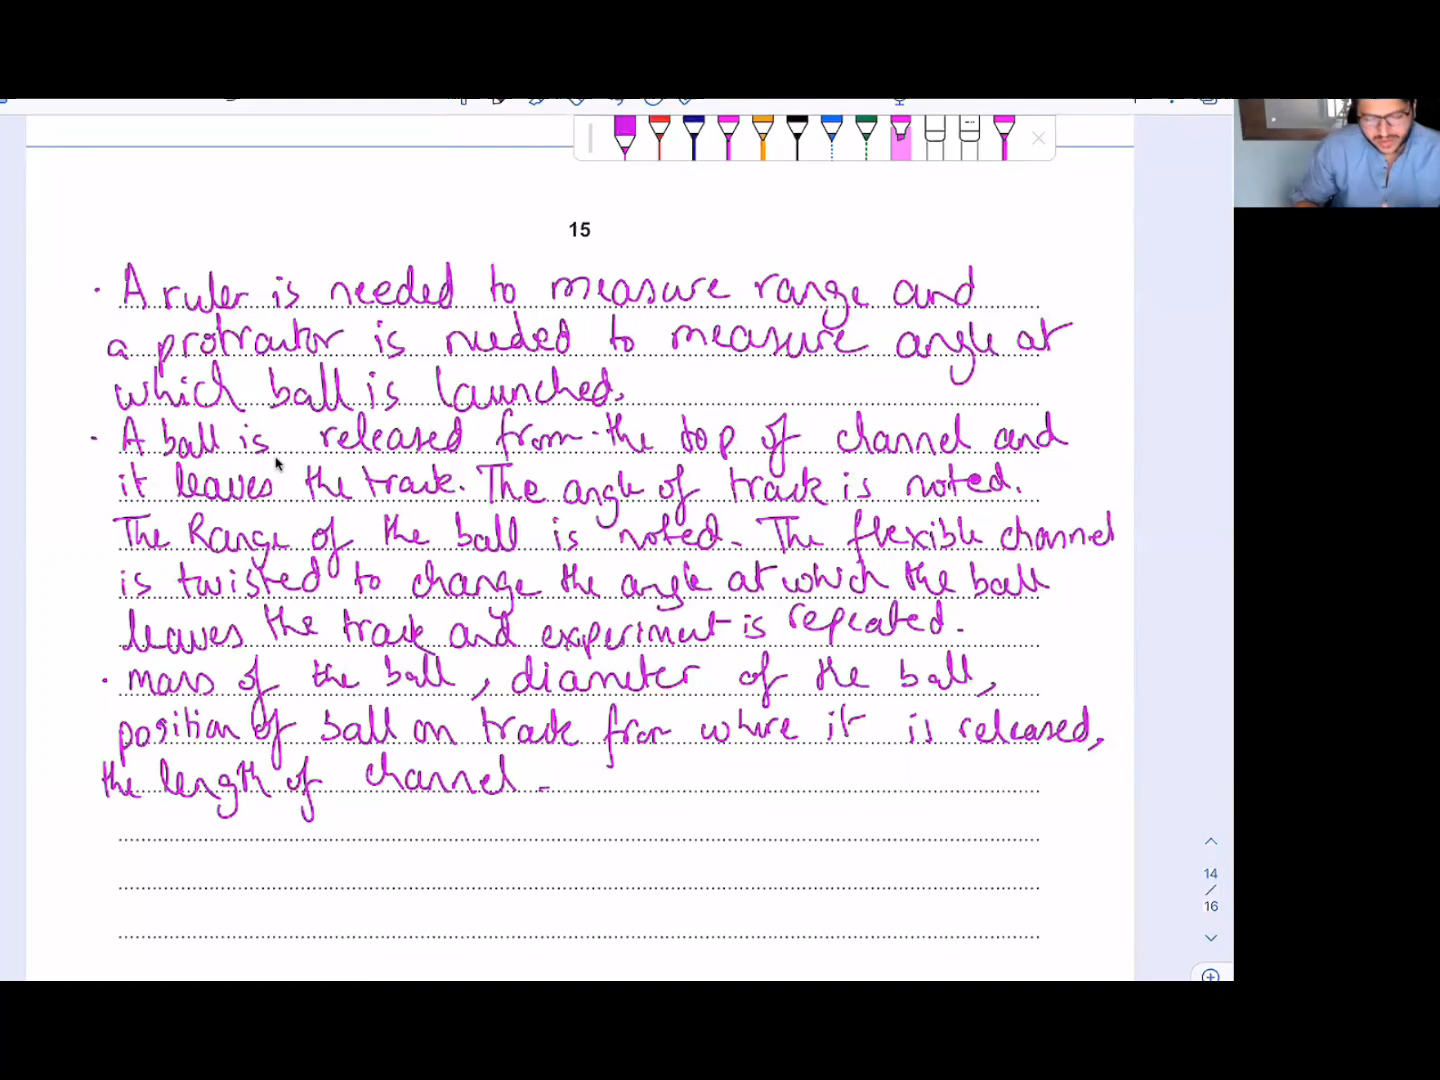 15
· A ruler is needed to measure range and
a protractor is needed to measure angle at
which ball is launched.
· A ball is released from the top of channel and
it leaves the track. The angle of track is noted.
The Range of the ball is noted. The flexible channel
is twisted to change the angle at which the ball
leaves the track and experiment is repeated.
· mass of the ball, diameter of the ball,
position of ball on track from where it is released,
the length of channel.
14
/
16